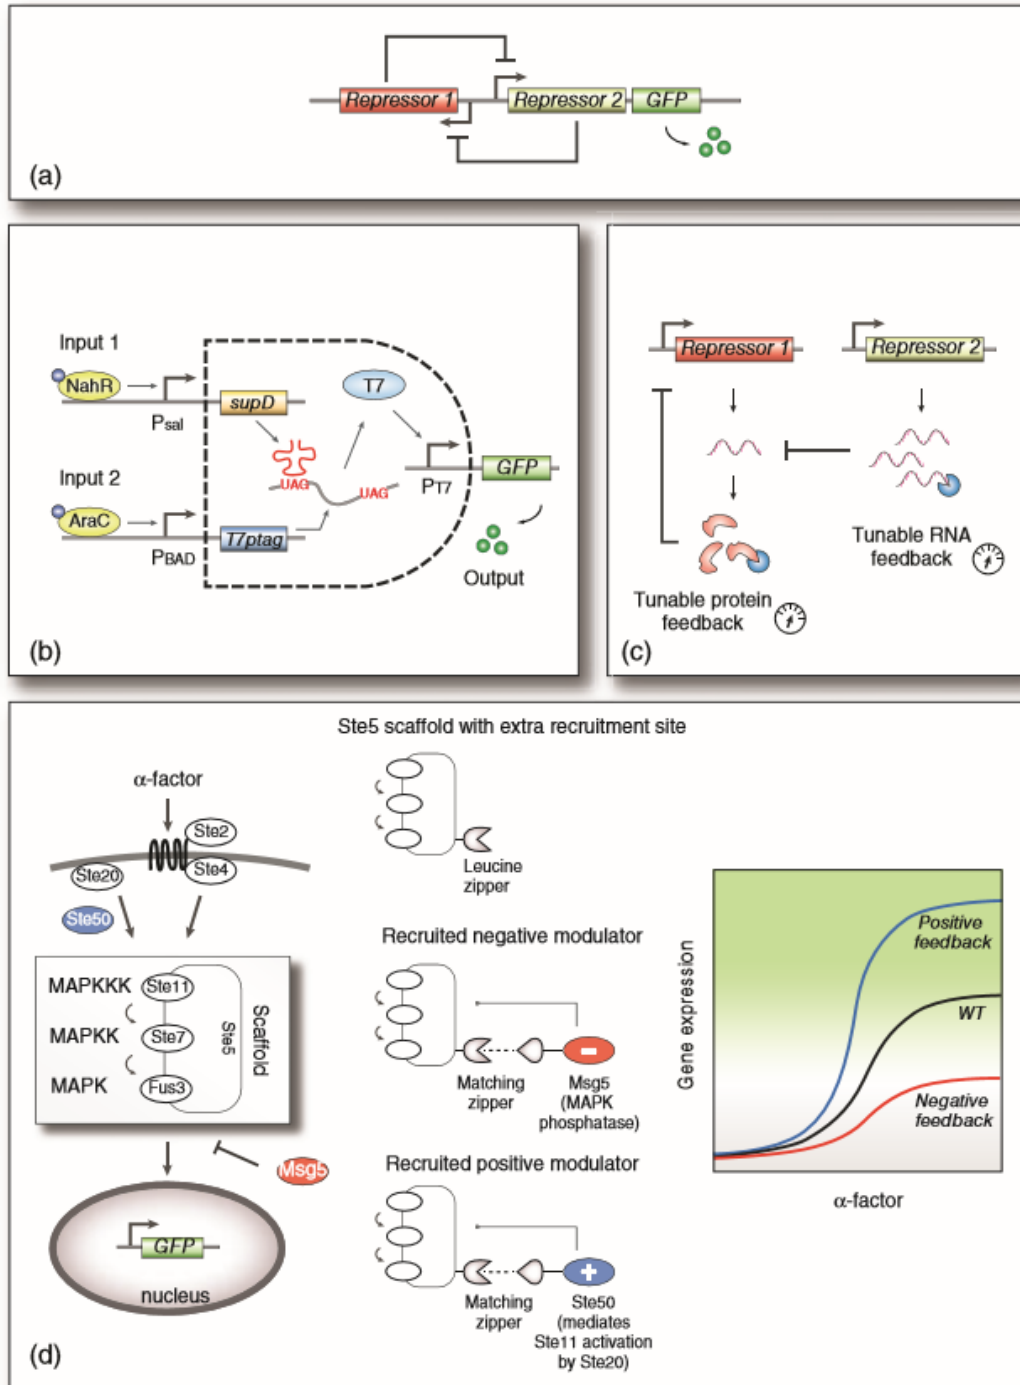 Repressor 1
Repressor 2
GFP
(a)
Input 1
NahR
Psal
supD
T7
UAG
UAG
PT7
GFP
Input 2
AraC
PBAD
T7ptag
Output
(b)
Repressor 1
Repressor 2
Tunable RNA
feedback
Tunable protein
feedback
(c)
Ste5 scaffold with extra recruitment site
α-factor
Ste2
Ste20
Ste4
Ste50
MAPKKK
Ste11
MAPKK
Ste7
MAPK
Fus3
Ste5
Scaffold
Msg5
GFP
nucleus
(d)
Leucine
zipper
Recruited negative modulator
Matching
zipper
Msg5
(MAPK
phosphatase)
Recruited positive modulator
Matching
zipper
Ste50
(mediates
Ste11 activation
by Ste20)
Gene expression
Positive
feedback
WT
Negative
feedback
α-factor